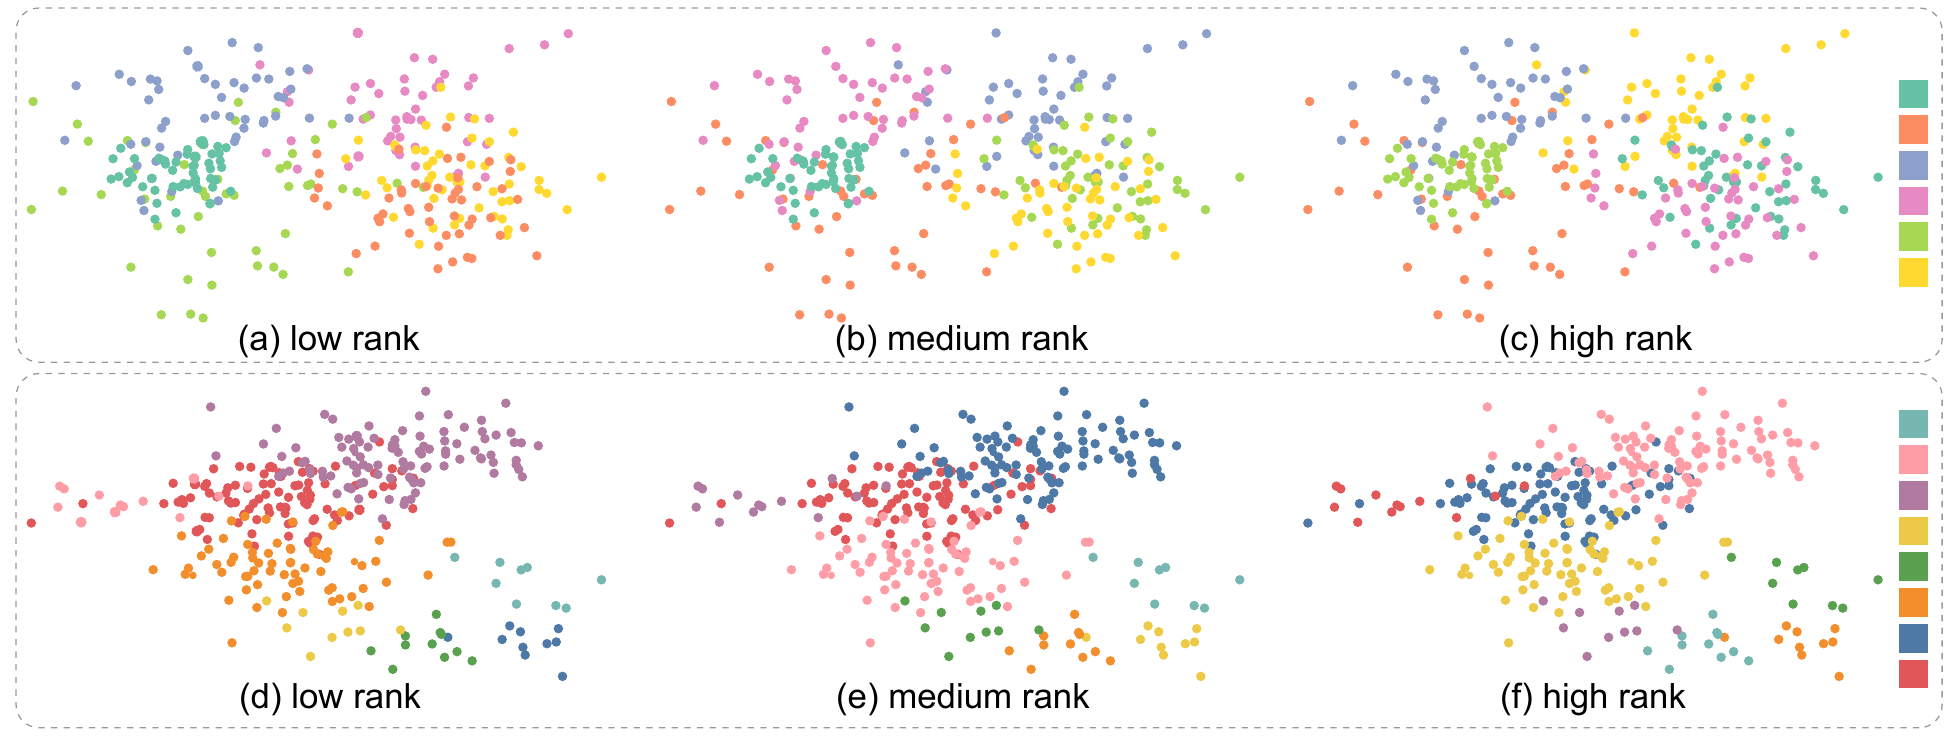 (a) low rank
(b) medium rank
(c) high rank
(d) low rank
(e) medium rank
(f) high rank